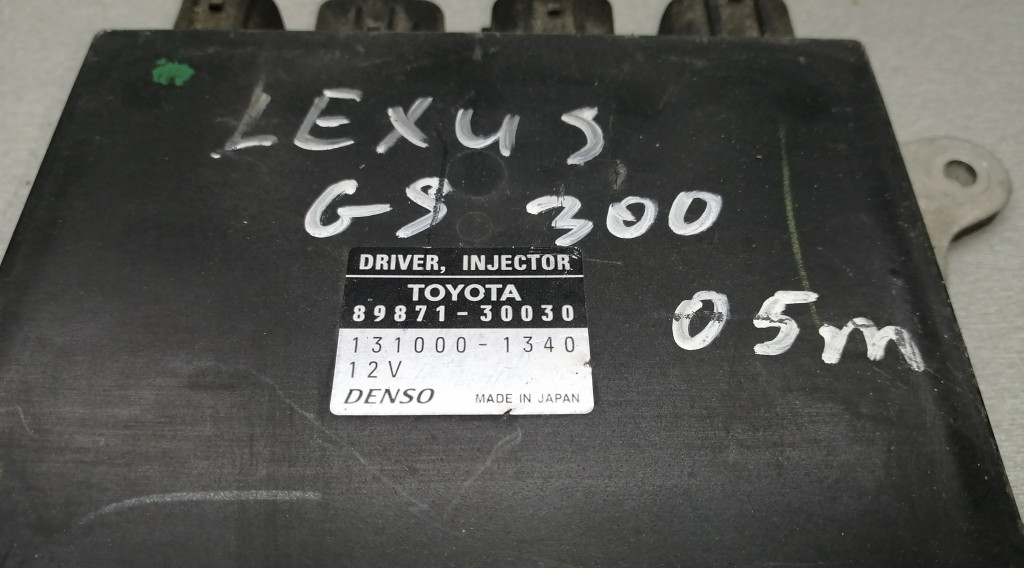 LEXUS
GS 300
DRIVER, INJECTOR
TOYOTA
89871-30030
131000-1340
12V
DENSO MADE IN JAPAN
05m